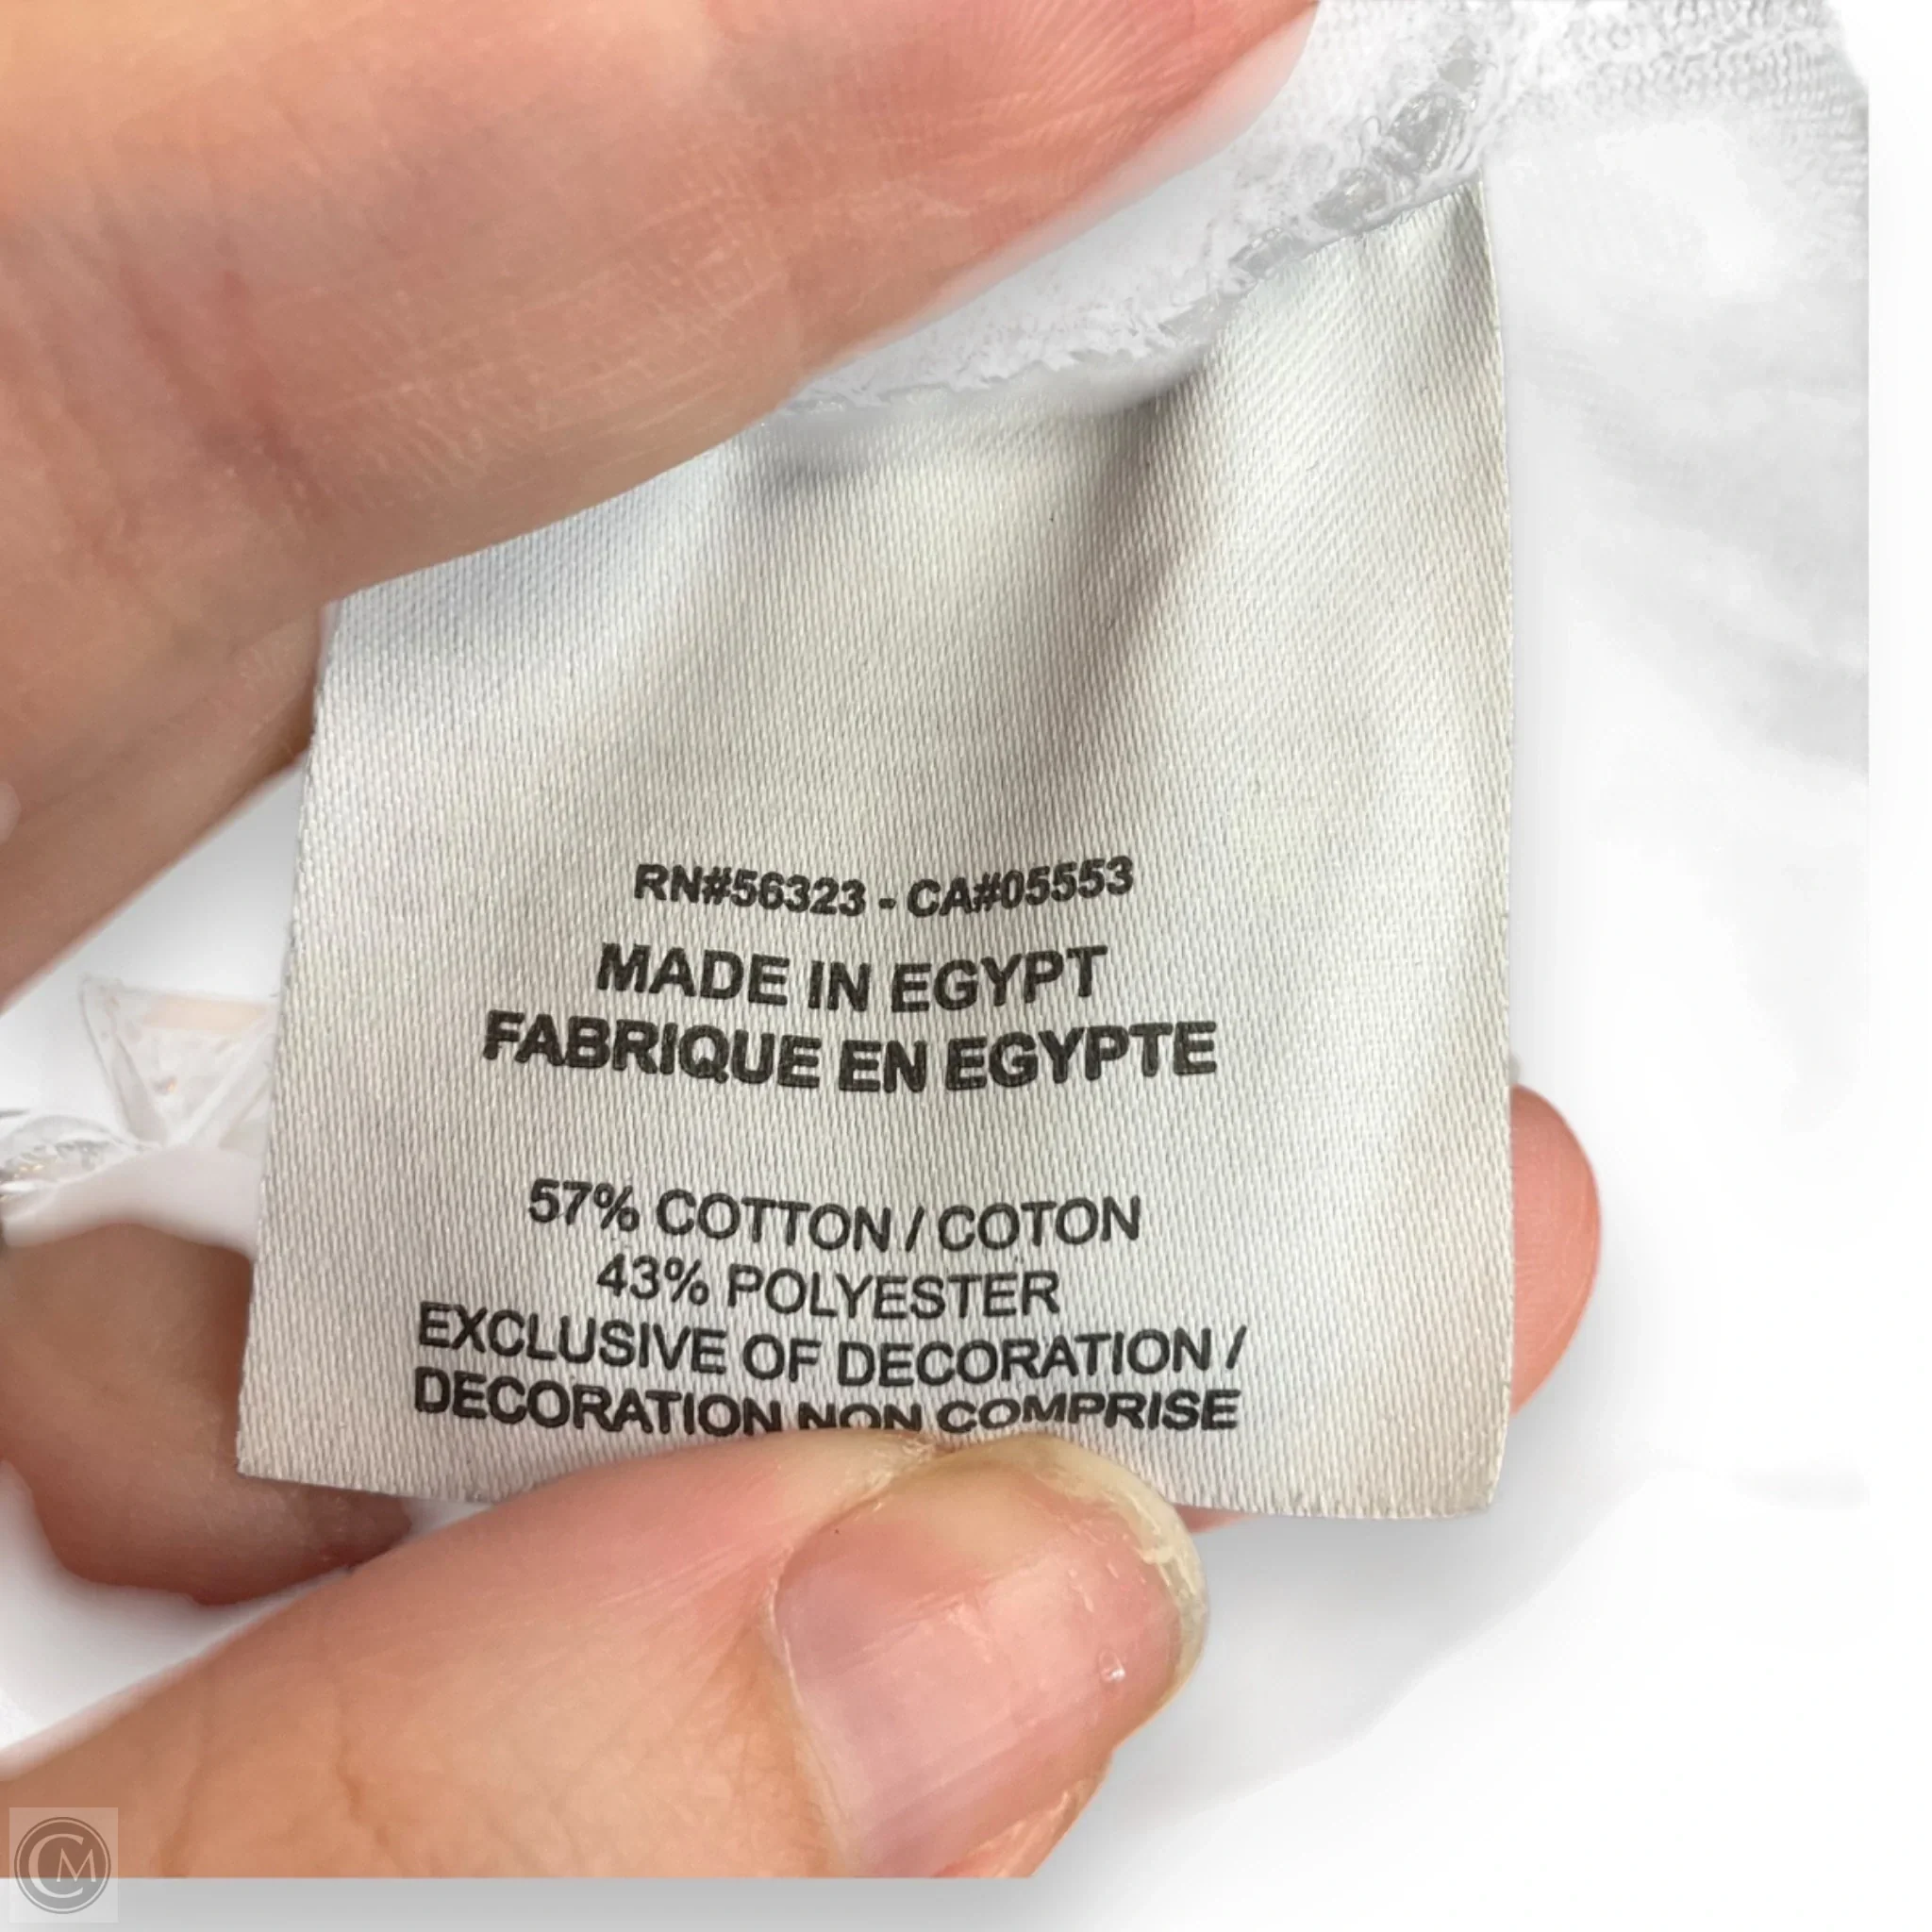 RN#56323 - CA#05553
MADE IN EGYPT
FABRIQUE EN EGYPTE
57% COTTON / COTON
43% POLYESTER
EXCLUSIVE OF DECORATION /
DECORATION NON COMPRISE
CM